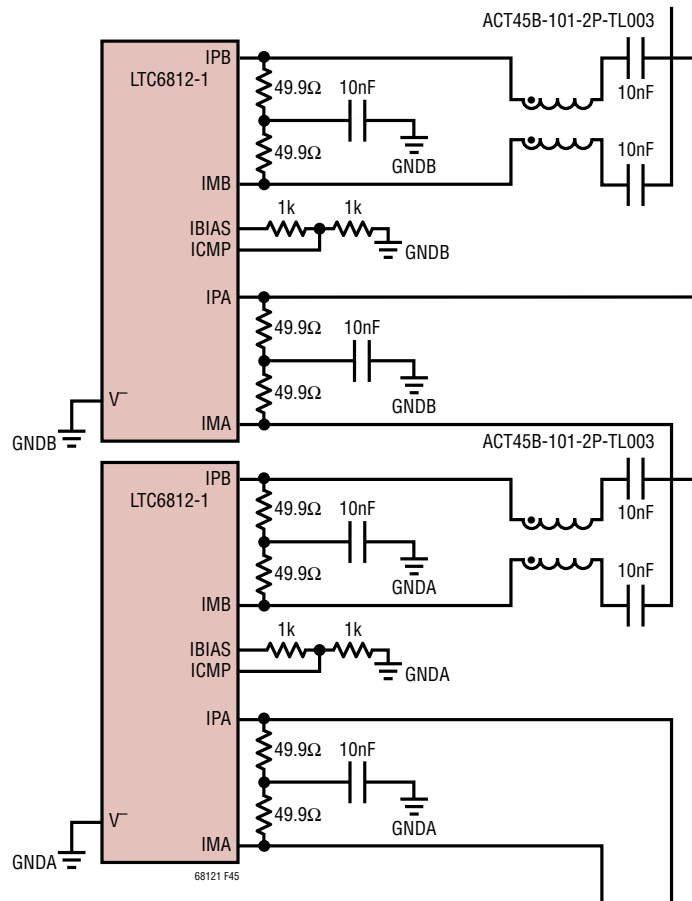 ACT45B-101-2P-TL003
IPB
LTC6812-1
49.9Ω
10nF
10nF
GNDB
49.9Ω
10nF
IMB
1k
1k
IBIAS
ICMP
GNDB
IPA
49.9Ω
10nF
49.9Ω
GNDB
V–
IMA
GNDB
ACT45B-101-2P-TL003
IPB
LTC6812-1
49.9Ω
10nF
10nF
GNDA
49.9Ω
10nF
IMB
1k
1k
IBIAS
ICMP
GNDA
IPA
49.9Ω
10nF
49.9Ω
GNDA
V–
IMA
GNDA
68121 F45